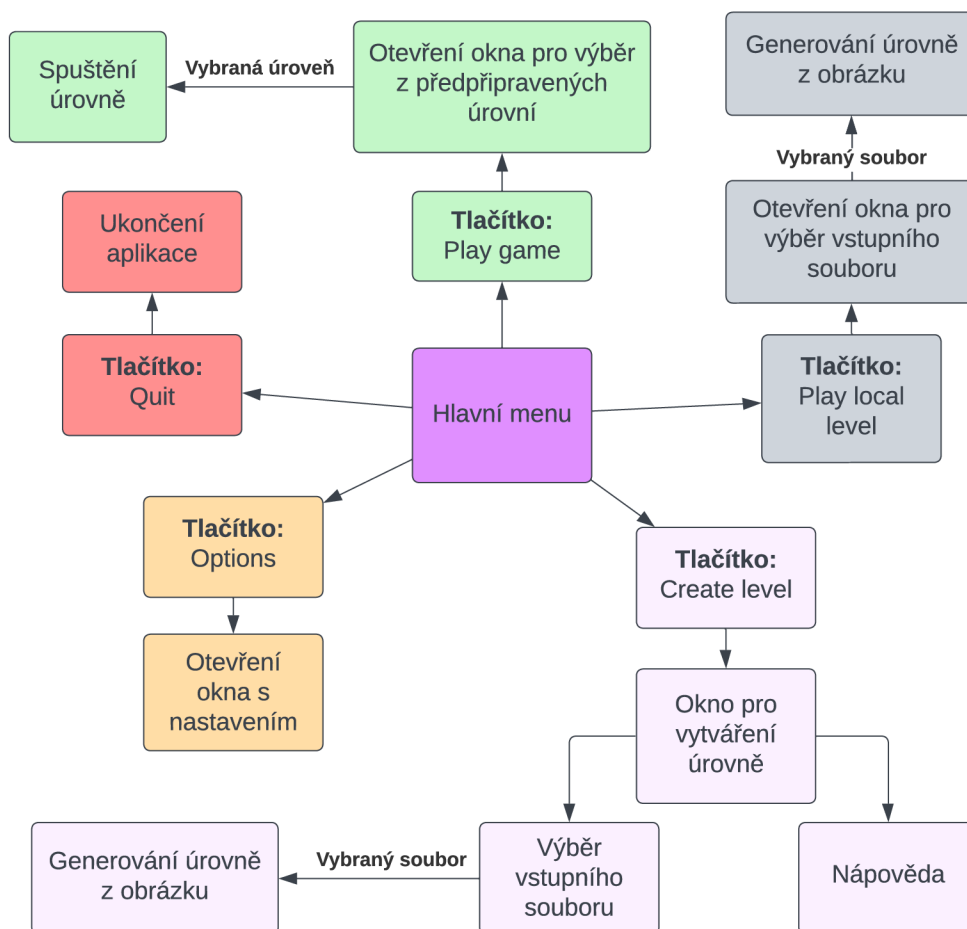 Spuštění
úrovně
Vybraná úroveň
Otevření okna pro výběr
z předpřipravených
úrovní
Generování úrovně
z obrázku
Vybraný soubor
Ukončení
aplikace
Tlačítko:
Play game
Otevření okna pro
výběr vstupního
souboru
Tlačítko:
Quit
Hlavní menu
Tlačítko:
Play local
level
Tlačítko:
Options
Tlačítko:
Create level
Otevření
okna s
nastavením
Okno pro
vytváření
úrovně
Generování úrovně
z obrázku
Vybraný soubor
Výběr
vstupního
souboru
Nápověda